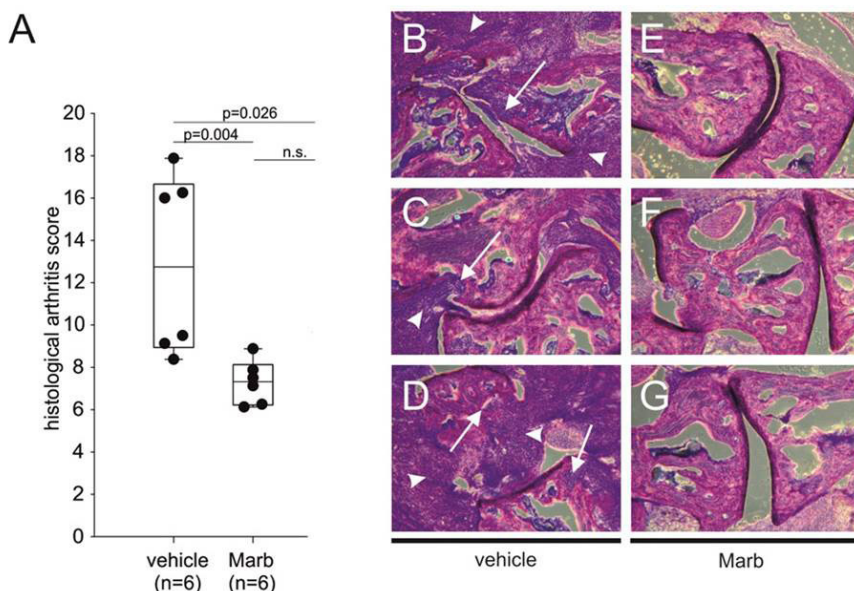 A
histological arthritis score
20
18
16
14
12
10
8
6
4
2
0
p=0.026
p=0.004
n.s.
vehicle
(n=6)
Marb
(n=6)
B
C
D
vehicle
E
F
G
Marb